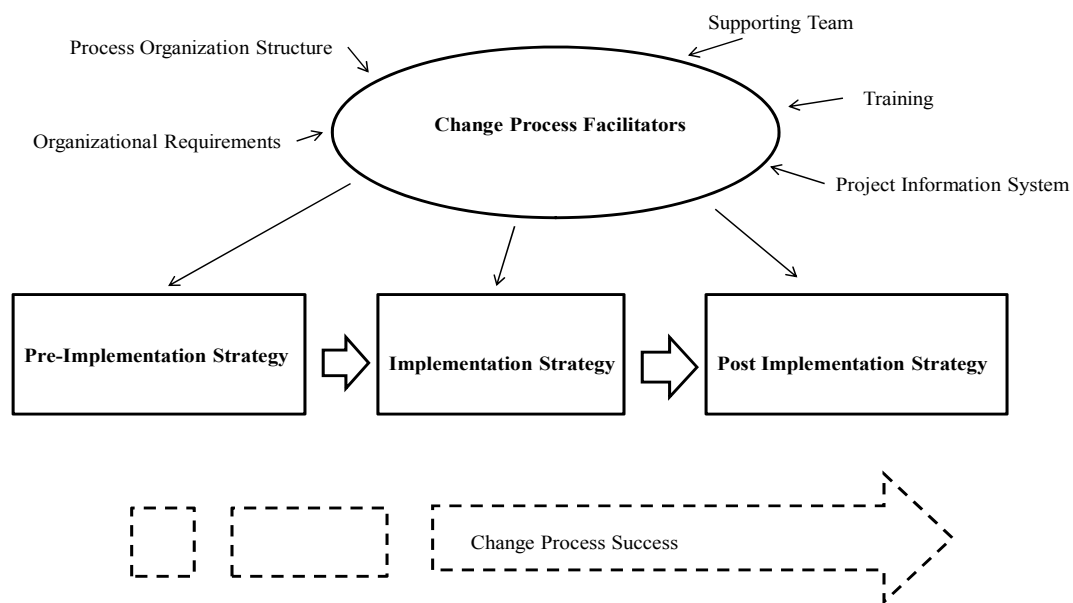 Supporting Team
Process Organization Structure
Training
Change Process Facilitators
Organizational Requirements
Project Information System
Pre-Implementation Strategy
Implementation Strategy
Post Implementation Strategy
Change Process Success